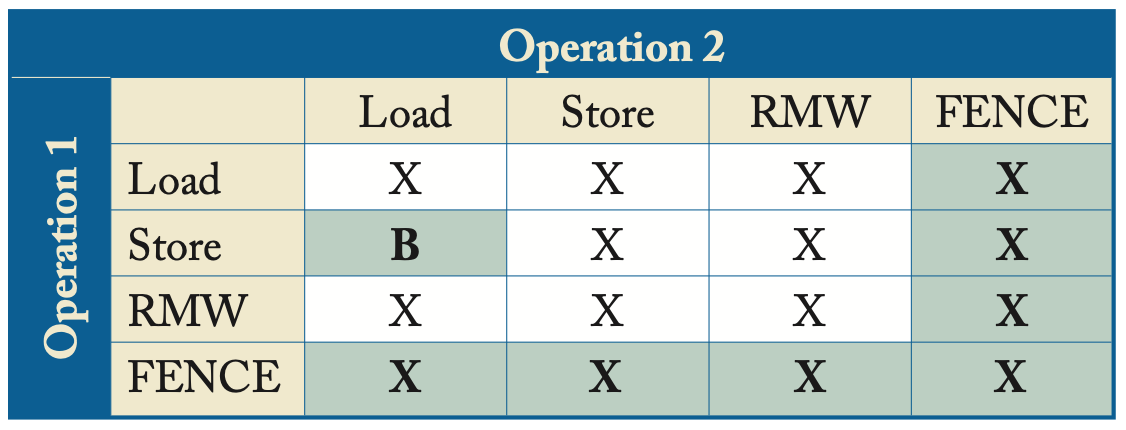 Operation 2
Operation 1
Load Store RMW FENCE
Load X X X X
Store B X X X
RMW X X X X
FENCE X X X X